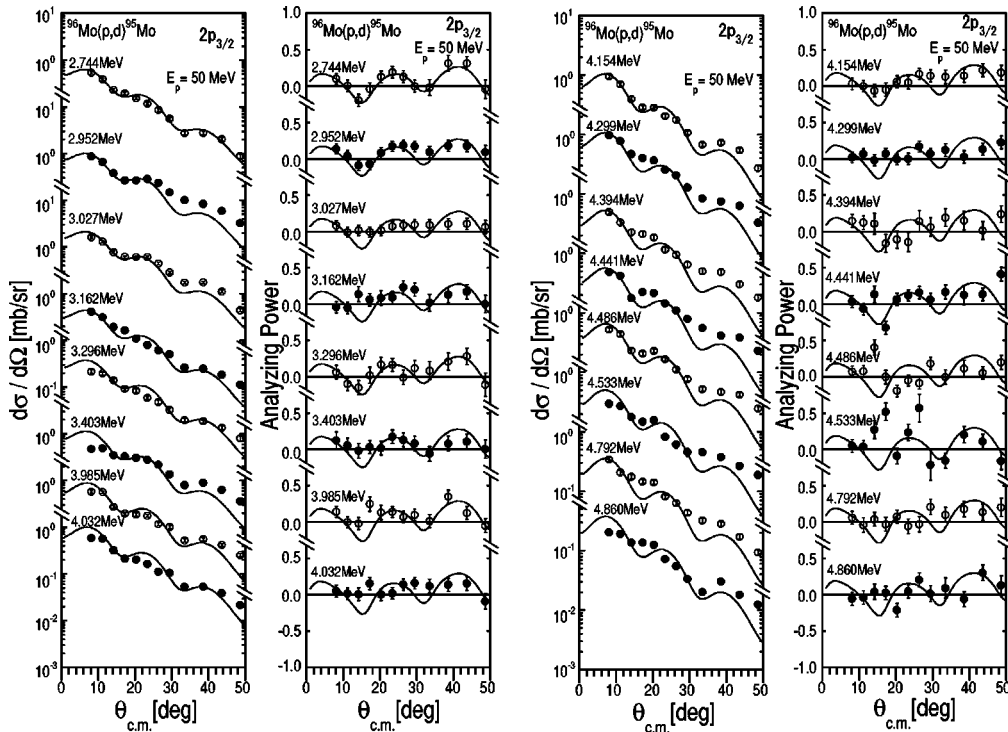 ⁹⁶Mo(p,d)⁹⁵Mo
2p3/2
Ep = 50 MeV
2.744MeV
2.952MeV
3.027MeV
3.162MeV
3.296MeV
3.403MeV
3.985MeV
4.032MeV
dσ / dΩ [mb/sr]
10¹
10⁰
10¹
10⁰
10¹
10⁰
10¹
10⁰
10⁻¹
10⁰
10⁰
10⁰
10⁻¹
10⁻²
10⁻³
0 10 20 30 40 50
θc.m. [deg]
⁹⁶Mo(p,d)⁹⁵Mo
2p3/2
Ep = 50 MeV
2.744MeV
2.952MeV
3.027MeV
3.162MeV
3.296MeV
3.403MeV
3.985MeV
4.032MeV
Analyzing Power
1.0
0.5
0.0
0.5
0.0
0.5
0.0
0.5
0.0
0.5
0.0
0.5
0.0
0.5
0.0
0.5
0.0
-0.5
-1.0
0 10 20 30 40 50
θc.m. [deg]
⁹⁶Mo(p,d)⁹⁵Mo
2p3/2
Ep = 50 MeV
4.154MeV
4.299MeV
4.394MeV
4.441MeV
4.486MeV
4.533MeV
4.792MeV
4.860MeV
dσ / dΩ [mb/sr]
10¹
10⁰
10⁰
10⁰
10⁰
10⁰
10⁰
10⁰
10⁻¹
10⁻¹
10⁻²
10⁻³
0 10 20 30 40 50
θc.m. [deg]
⁹⁶Mo(p,d)⁹⁵Mo
2p3/2
Ep = 50 MeV
4.154MeV
4.299MeV
4.394MeV
4.441MeV
4.486MeV
4.533MeV
4.792MeV
4.860MeV
Analyzing Power
1.0
0.5
0.0
0.5
0.0
0.5
0.0
0.5
0.0
0.5
0.0
0.5
0.0
0.5
0.0
0.5
0.0
-0.5
-1.0
0 10 20 30 40 50
θc.m. [deg]